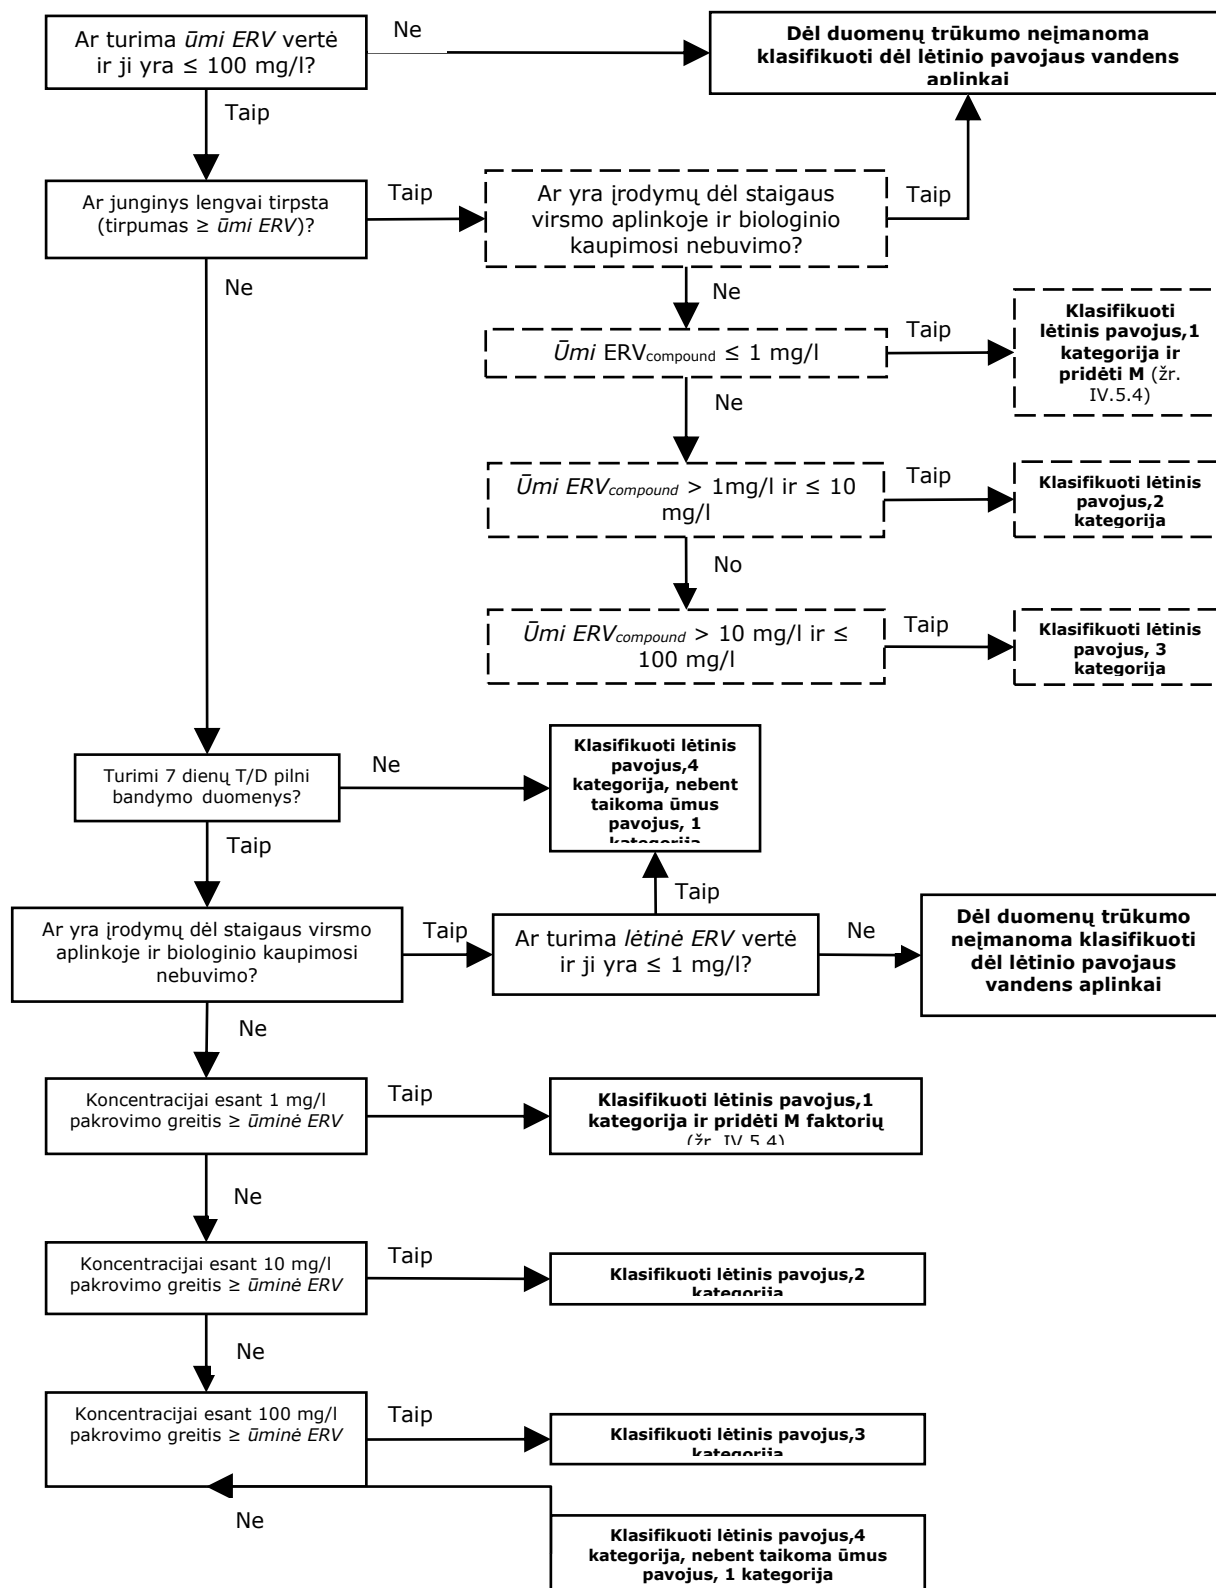 Ar turima ūmi ERV vertė
ir ji yra ≤ 100 mg/l?
Ne
Dėl duomenų trūkumo neįmanoma
klasifikuoti dėl lėtinio pavojaus vandens
aplinkai
Taip
Ar junginys lengvai tirpsta
(tirpumas ≥ ūmi ERV)?
Taip
Ar yra įrodymų dėl staigaus
virsmo aplinkoje ir biologinio
kaupimosi nebuvimo?
Taip
Ne
Ne
Ūmi ERVcompound ≤ 1 mg/l
Taip
Klasifikuoti
lėtinis pavojus,1
kategorija ir
pridėti M (žr.
IV.5.4)
Ne
Ūmi ERVcompound > 1mg/l ir ≤ 10
mg/l
Taip
Klasifikuoti lėtinis
pavojus,2
kategorija
No
Ūmi ERVcompound > 10 mg/l ir ≤
100 mg/l
Taip
Klasifikuoti lėtinis
pavojus, 3
kategorija
Turimi 7 dienų T/D pilni
bandymo duomenys?
Ne
Klasifikuoti lėtinis
pavojus,4
kategorija, nebent
taikoma ūmus
pavojus, 1
kategorija
Taip
Taip
Ar yra įrodymų dėl staigaus virsmo
aplinkoje ir biologinio kaupimosi
nebuvimo?
Taip
Ar turima lėtinė ERV vertė
ir ji yra ≤ 1 mg/l?
Ne
Dėl duomenų trūkumo
neįmanoma klasifikuoti
dėl lėtinio pavojaus
vandens aplinkai
Ne
Koncentracijai esant 1 mg/l
pakrovimo greitis ≥ ūminė ERV
Taip
Klasifikuoti lėtinis pavojus,1
kategorija ir pridėti M faktorių
(žr. IV.5.4)
Ne
Koncentracijai esant 10 mg/l
pakrovimo greitis ≥ ūminė ERV
Taip
Klasifikuoti lėtinis pavojus,2
kategorija
Ne
Koncentracijai esant 100 mg/l
pakrovimo greitis ≥ ūminė ERV
Taip
Klasifikuoti lėtinis pavojus,3
kategorija
Ne
Klasifikuoti lėtinis pavojus,4
kategorija, nebent taikoma ūmus
pavojus, 1 kategorija